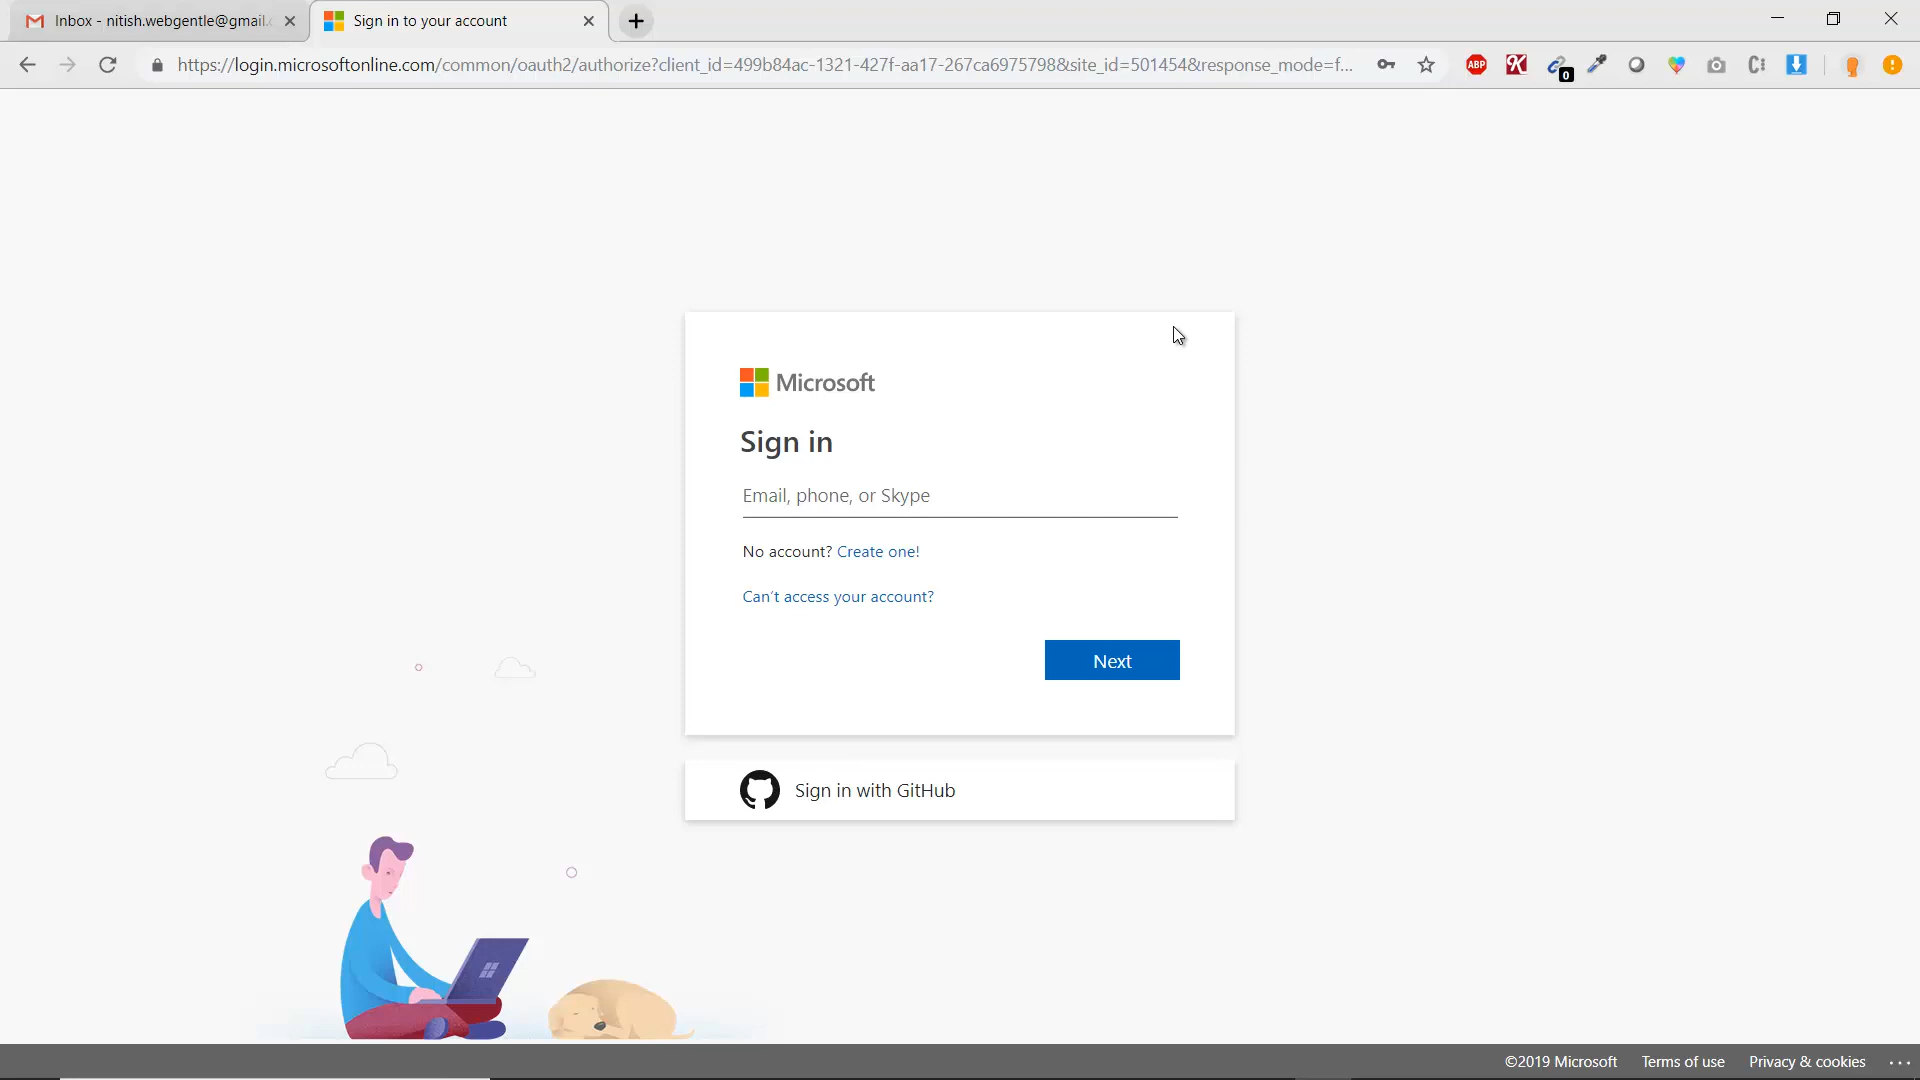 Inbox - nitish.webgentle@gmail.c
Sign in to your account
https://login.microsoftonline.com/common/oauth2/authorize?client_id=499b84ac-1321-427f-aa17-267ca6975798&site_id=501454&response_mode=f...
ABP
K
0
Microsoft
Sign in
Email, phone, or Skype
No account? Create one!
Can't access your account?
Next
Sign in with GitHub
©2019 Microsoft
Terms of use
Privacy & cookies
...